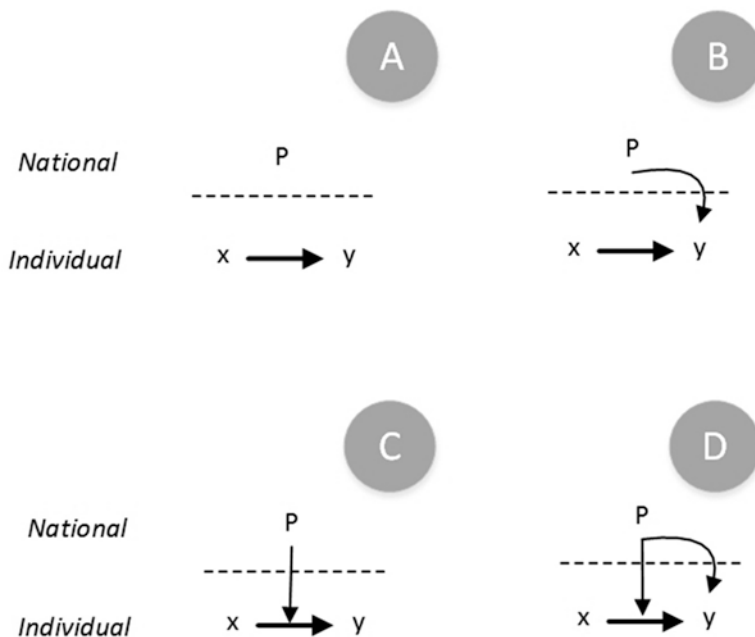 A B
National P P
Individual x y x y
C D
National P P
Individual x y x y